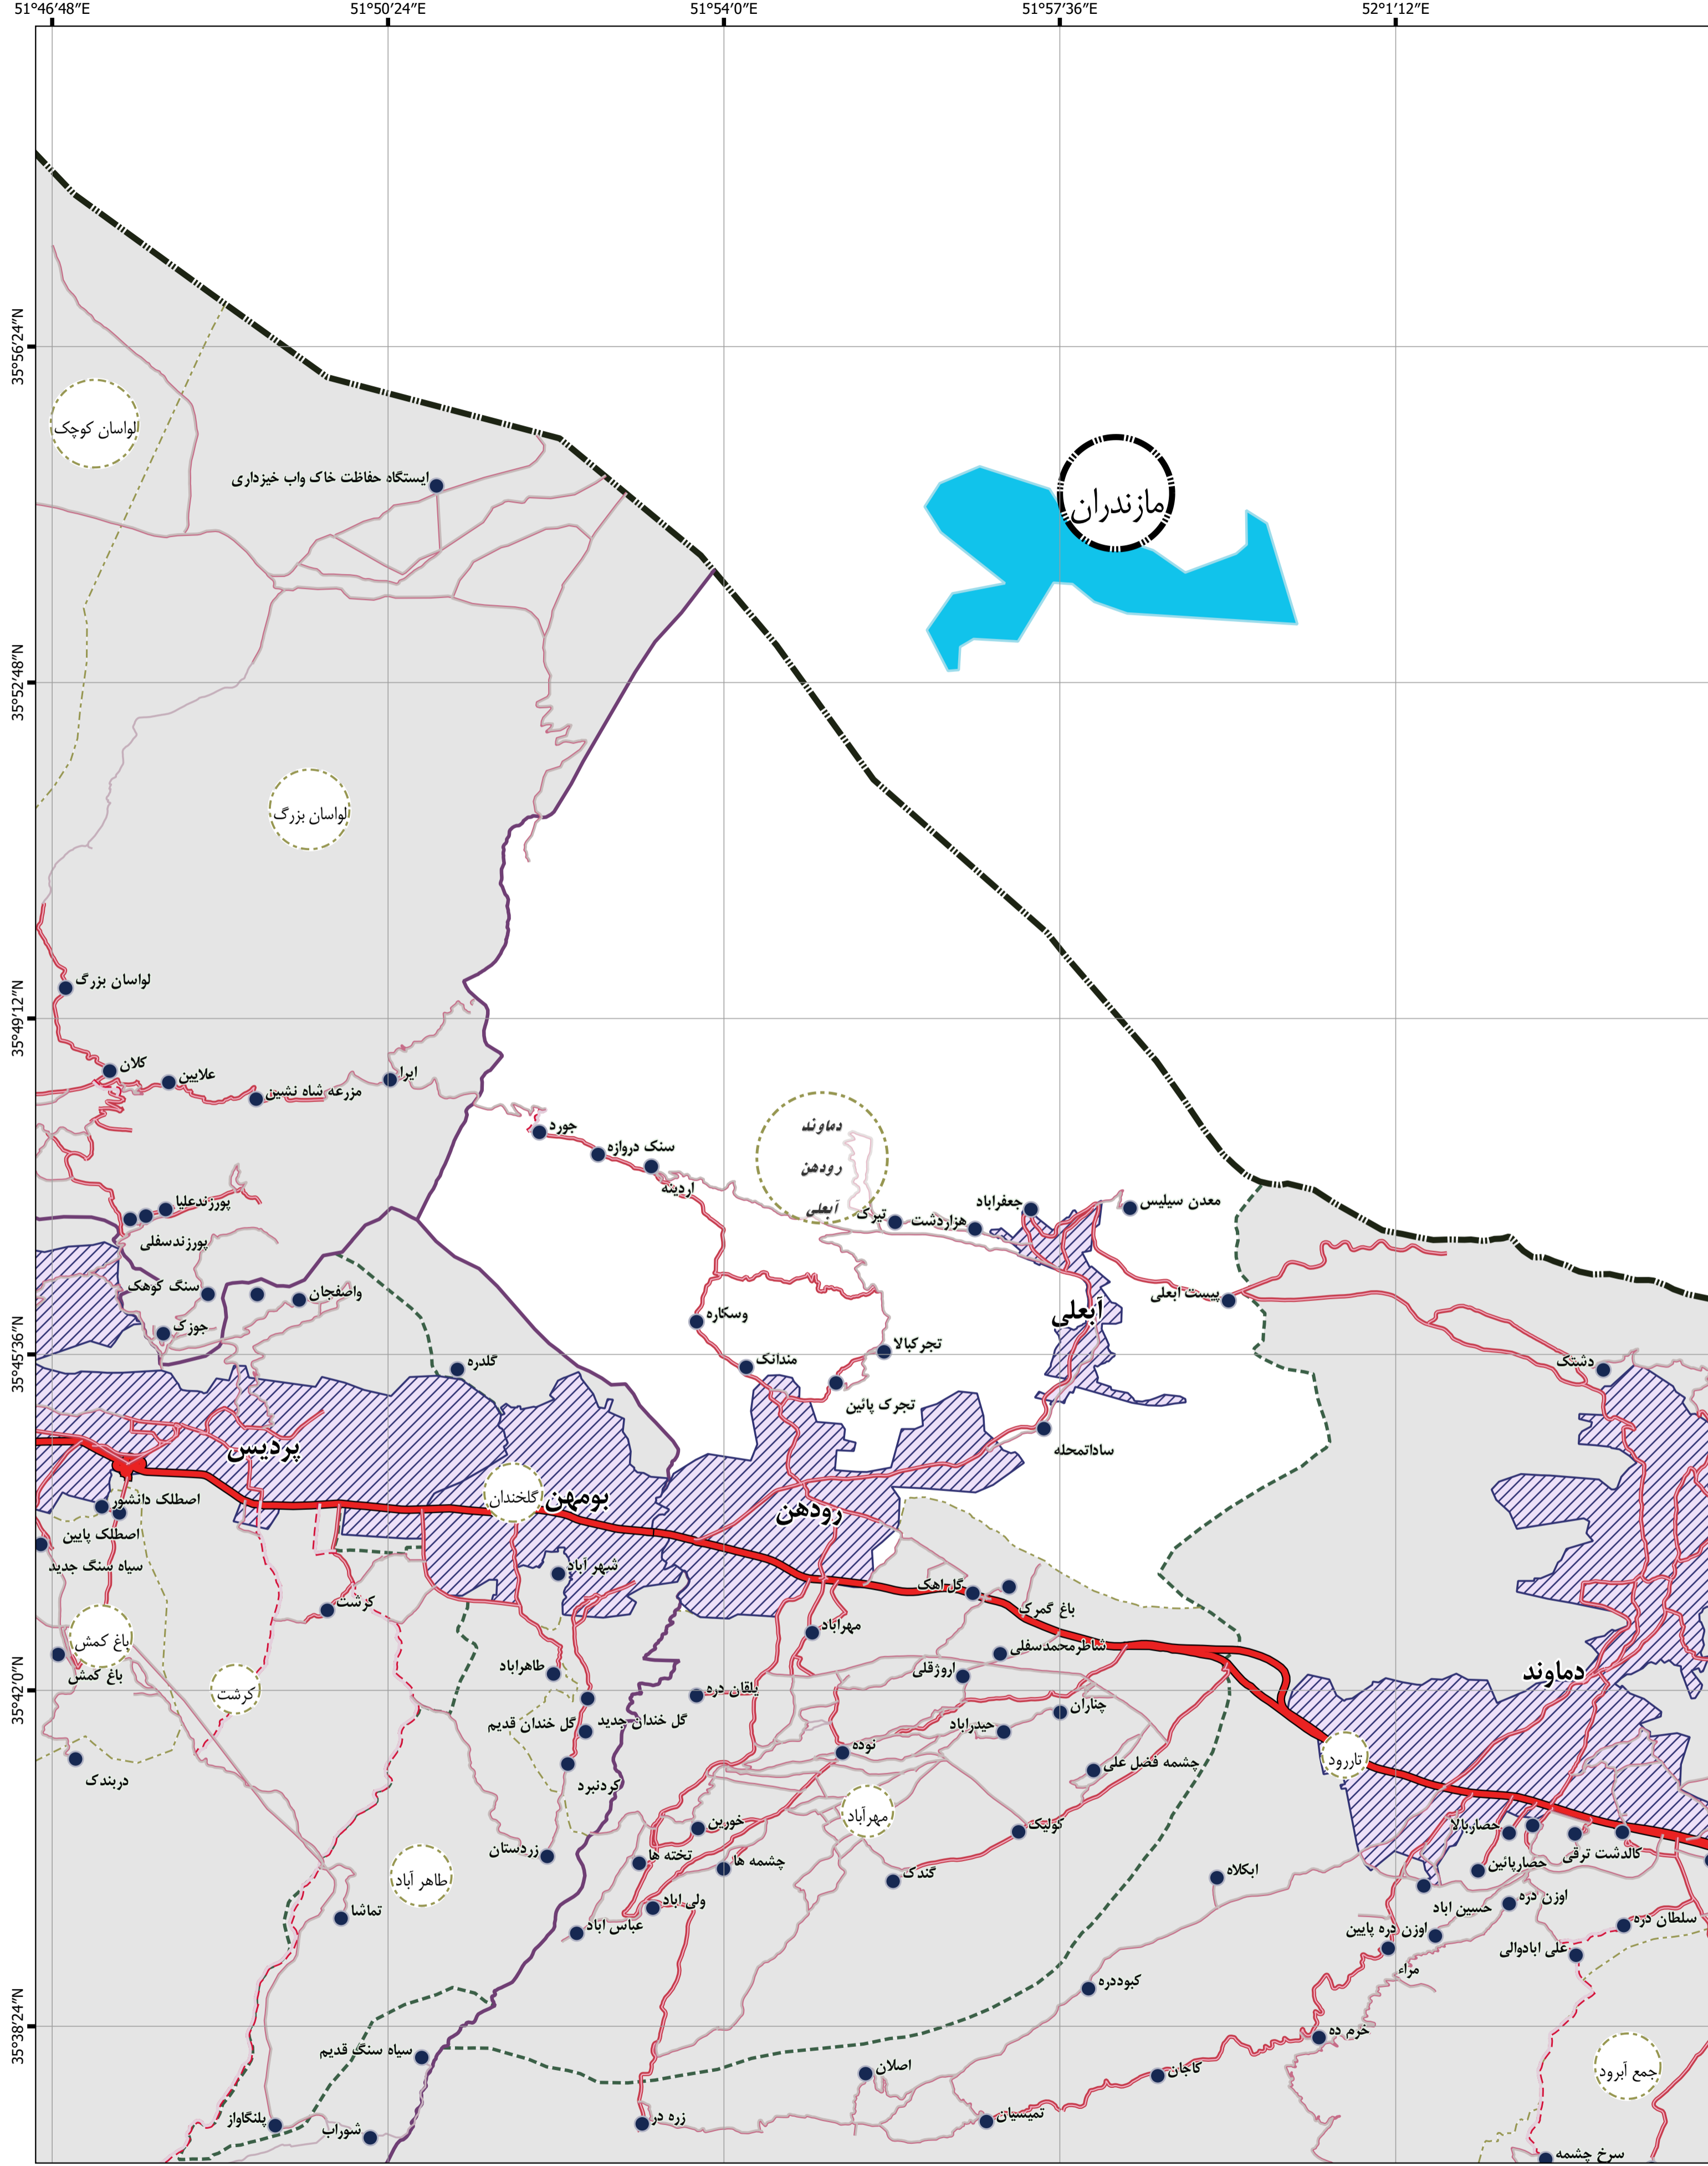 51°46'48"E
51°50'24"E
51°54'0"E
51°57'36"E
52°1'12"E
35°56'24"N
35°52'48"N
35°49'12"N
35°45'36"N
35°42'0"N
35°38'24"N
لواسان کوچک
ایستگاه حفاظت خاک واب خیزداری
مازندران
لواسان بزرگ
لواسان بزرگ
کلان
علایین
مزرعه شاه نشین
ایرا
جورد
سنک دروازه
اردینه
دماوند
رودهن
آبعلی
تیرک
هزاردشت
جعفراباد
معدن سیلیس
پورزندعلیا
پورزندسفلی
سنگ کوهک
واصفجان
جوزک
پیست ابعلی
آبعلی
وسکاره
تجرکبالا
مندانک
تجرک پائین
گلدره
دشتک
ساداتمحله
پردیس
گلخندان
بومهن
رودهن
اصطلک دانشور
اصطلک پایین
سیاه سنگ جدید
شهر آباد
گل اهک
باغ گمرک
کرشت
مهراباد
شاطرمحمدسفلی
باغ کمش
باغ کمش
طاهراباد
اروزقلی
دماوند
کرشت
یلقان دره
چناران
گل خندان جدید
گل خندان قدیم
حیدراباد
نوده
تاررود
چشمه فضل علی
دربندک
کردنبرد
مهرآباد
خورین
کولیک
حصاربالا
زردستان
تخته ها
چشمه ها
کالدشت ترقی
حصارپائین
طاهر آباد
گندک
ابکلاه
ولی اباد
اوزن دره
حسین اباد
تماشا
عباس اباد
سلطان دره
اوزن دره پایین
علی ابادوالی
مراء
کبوددره
خرم ده
سیاه سنگ قدیم
اصلان
کاجان
جمع آبرود
پلنگاواز
زره در
تمیسیان
شوراب
سرخ چشمه